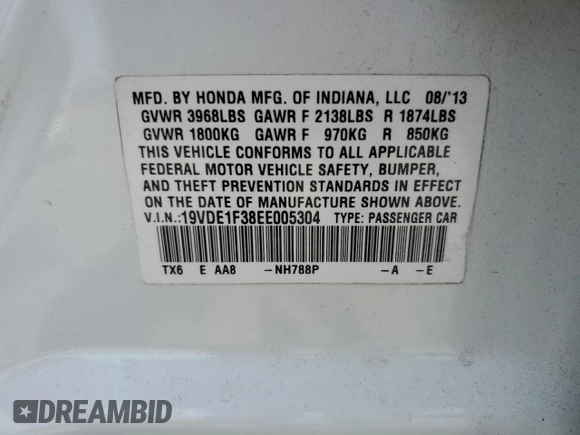 MFD. BY HONDA MFG. OF INDIANA, LLC 08/'13
GVWR 3968LBS GAWR F 2138LBS R 1874LBS
GVWR 1800KG GAWR F 970KG R 850KG
THIS VEHICLE CONFORMS TO ALL APPLICABLE
FEDERAL MOTOR VEHICLE SAFETY, BUMPER,
AND THEFT PREVENTION STANDARDS IN EFFECT
ON THE DATE OF MANUFACTURE SHOWN ABOVE.
V.I.N.:19VDE1F38EE005304 TYPE: PASSENGER CAR
TX6 E AA8 -NH788P -A -E
DREAMBID